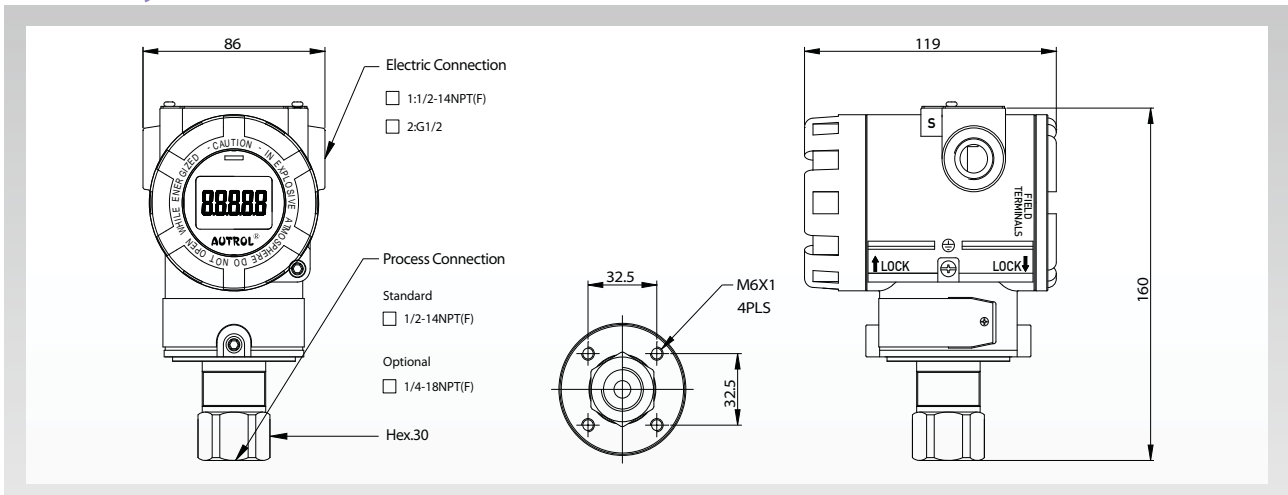 86
Electric Connection
1:1/2-14NPT(F)
2:G1/2
- CAUTION - IN EXPLOSIVE ATMOSPHERE DO NOT OPEN WHILE ENERGIZED
88888
AUTROL®
Process Connection
Standard
1/2-14NPT(F)
Optional
1/4-18NPT(F)
Hex.30
32.5
M6X1
4PLS
32.5
119
S
FIELD
TERMINALS
LOCK
LOCK
160